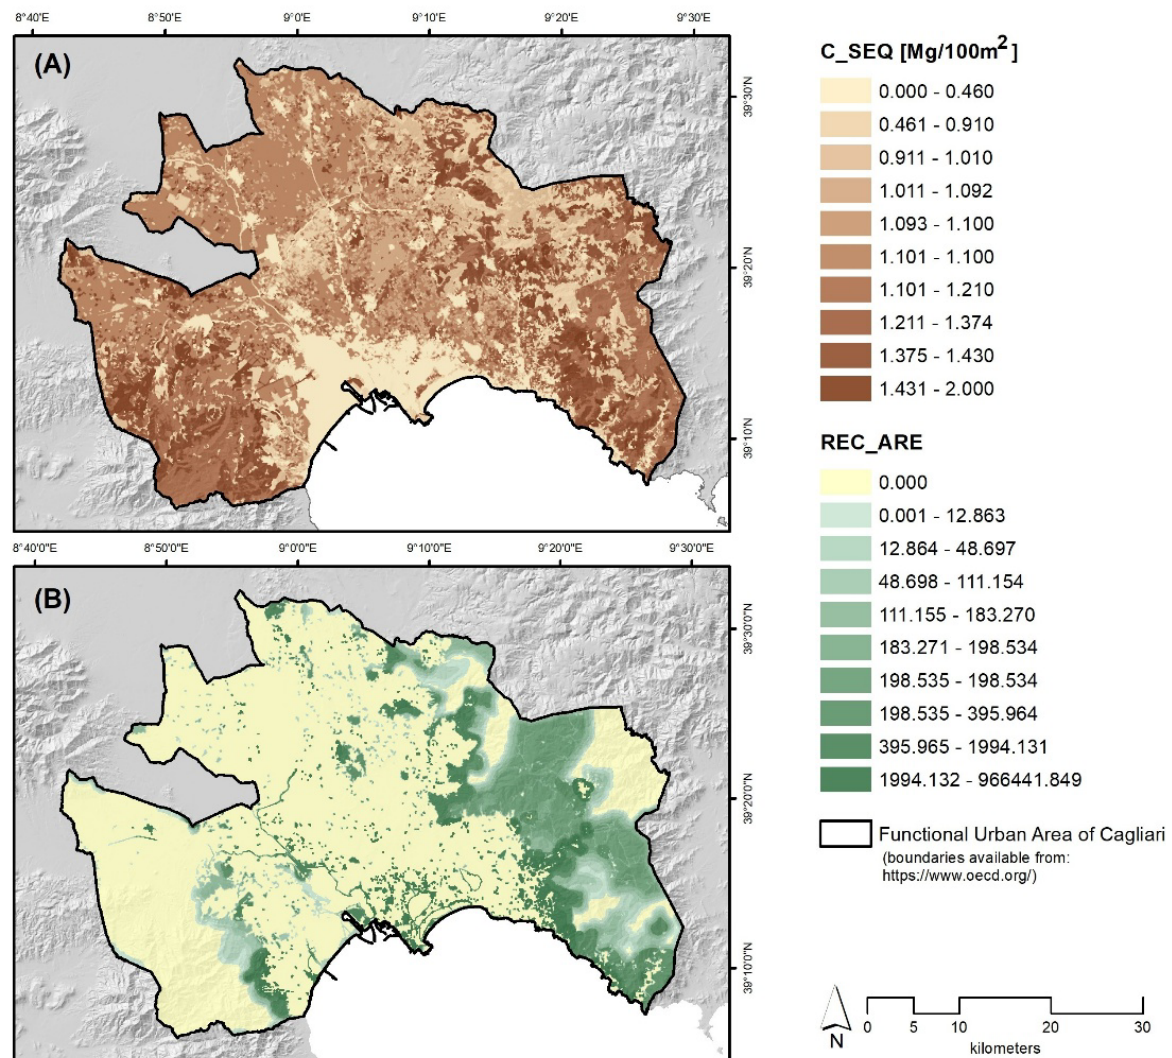 8°40'0"E 8°50'0"E 9°0'0"E 9°10'0"E 9°20'0"E 9°30'0"E
(A)
39°30'N
39°20'N
39°10'N
C_SEQ [Mg/100m²]
0.000 - 0.460
0.461 - 0.910
0.911 - 1.010
1.011 - 1.092
1.093 - 1.100
1.101 - 1.100
1.101 - 1.210
1.211 - 1.374
1.375 - 1.430
1.431 - 2.000
REC_ARE
0.000
0.001 - 12.863
12.864 - 48.697
48.698 - 111.154
111.155 - 183.270
183.271 - 198.534
198.535 - 198.534
198.535 - 395.964
395.965 - 1994.131
1994.132 - 966441.849
Functional Urban Area of Cagliari
(boundaries available from:
https://www.oecd.org/)
8°40'0"E 8°50'0"E 9°0'0"E 9°10'0"E 9°20'0"E 9°30'0"E
(B)
39°30'0"N
39°20'0"N
39°10'0"N
N
0 5 10 20 30
kilometers